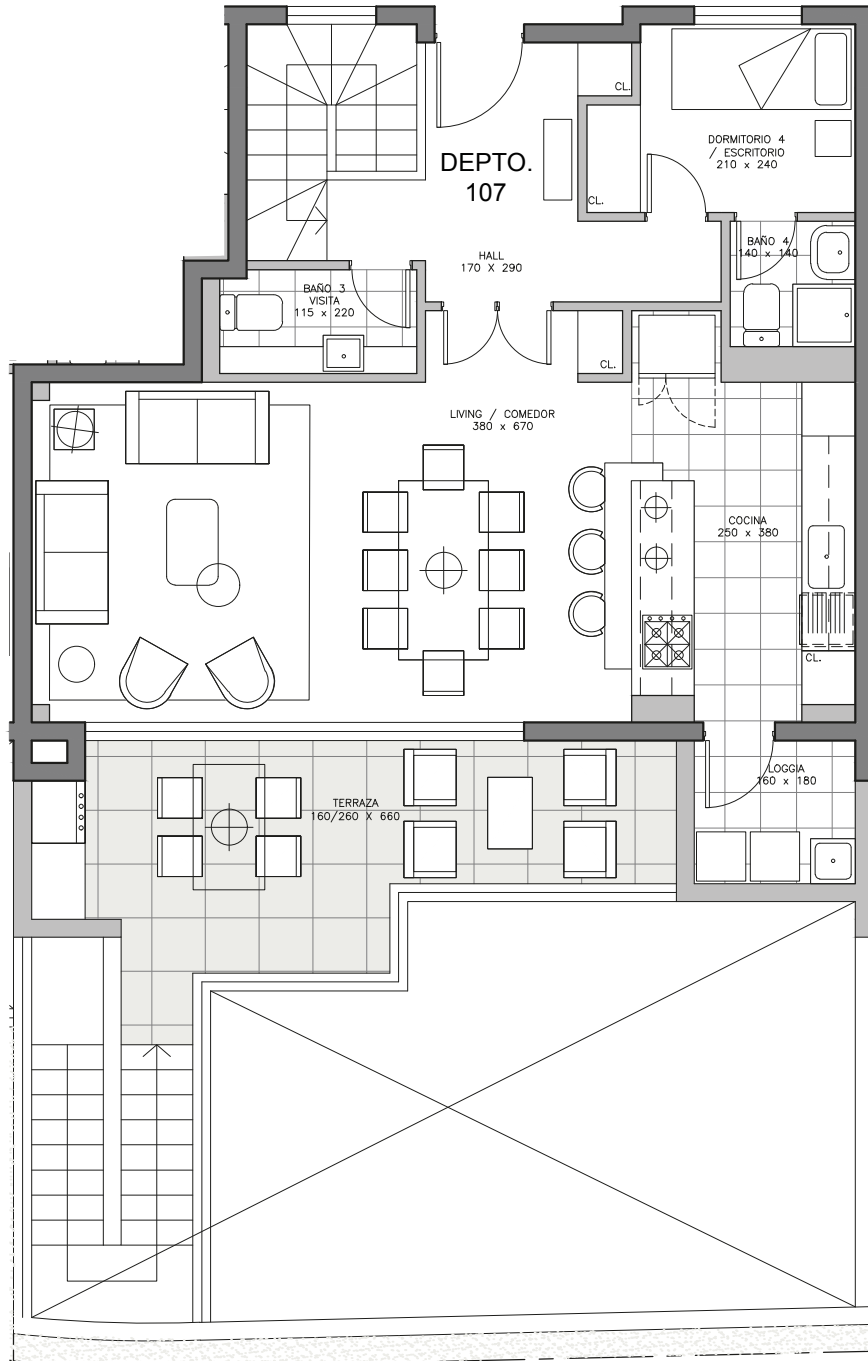 CL.
DORMITORIO 4
/ ESCRITORIO
210 x 240
DEPTO.
107
CL.
BAÑO 4
140 x 140
HALL
170 X 290
BAÑO 3
VISITA
115 x 220
CL.
LIVING / COMEDOR
380 x 670
COCINA
250 x 380
CL.
LOGGIA
160 x 180
TERRAZA
160/260 X 660